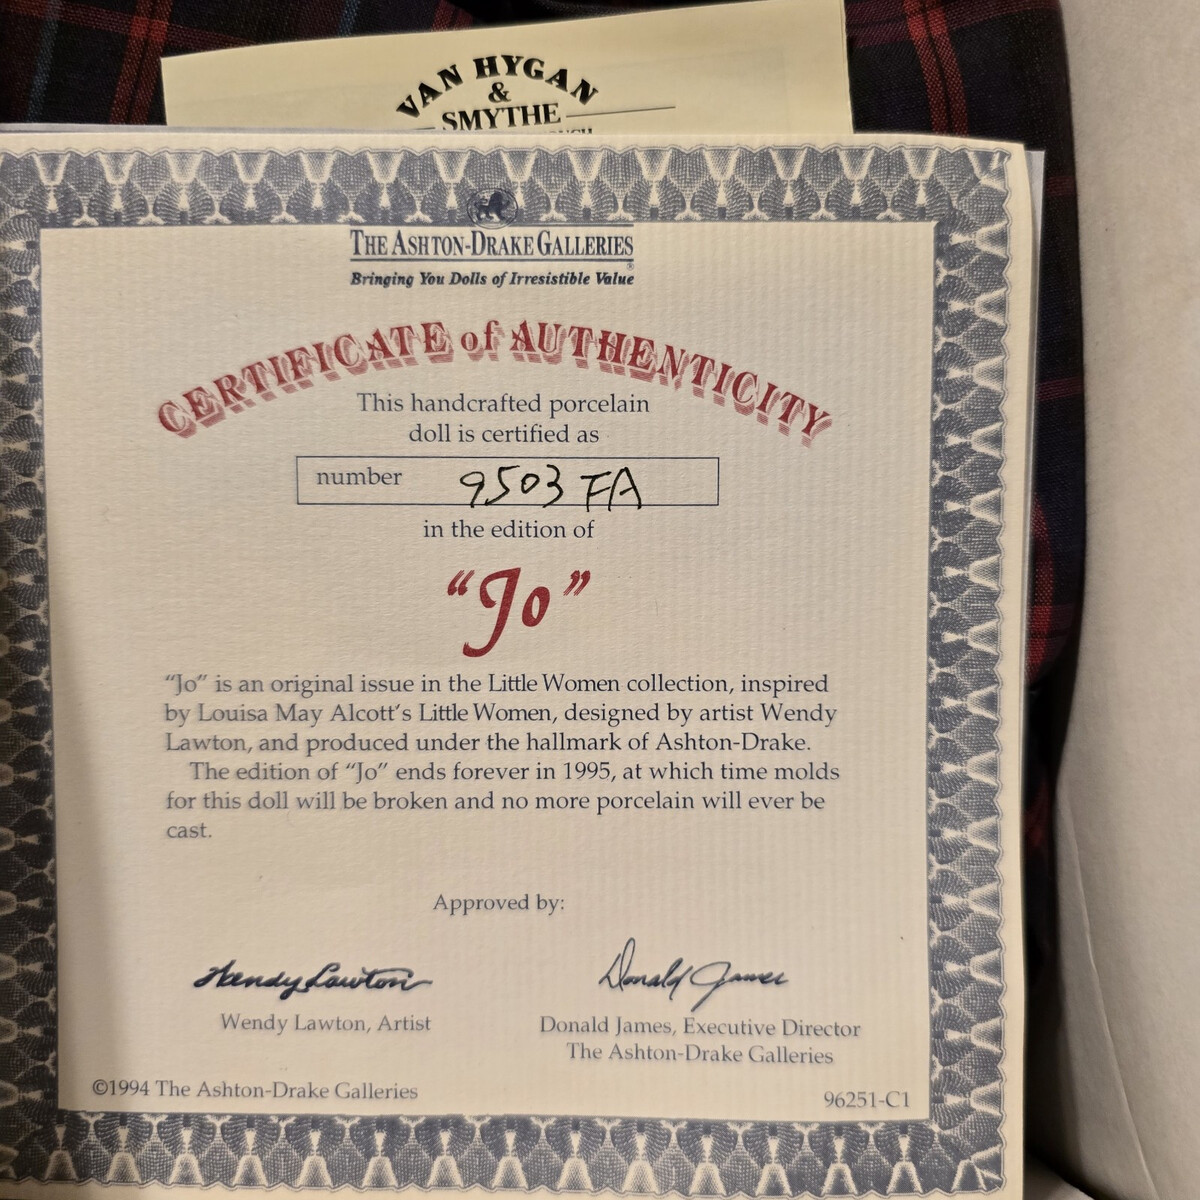 VAN HYGAN
&
SMYTHE
THE ASHTON-DRAKE GALLERIES
®
Bringing You Dolls of Irresistible Value
CERTIFICATE of AUTHENTICITY
This handcrafted porcelain
doll is certified as
number 9503 FA
in the edition of
"Jo"
"Jo" is an original issue in the Little Women collection, inspired
by Louisa May Alcott's Little Women, designed by artist Wendy
Lawton, and produced under the hallmark of Ashton-Drake.
The edition of "Jo" ends forever in 1995, at which time molds
for this doll will be broken and no more porcelain will ever be
cast.
Approved by:
Wendy Lawton Donald James
Wendy Lawton, Artist Donald James, Executive Director
The Ashton-Drake Galleries
©1994 The Ashton-Drake Galleries 96251-C1